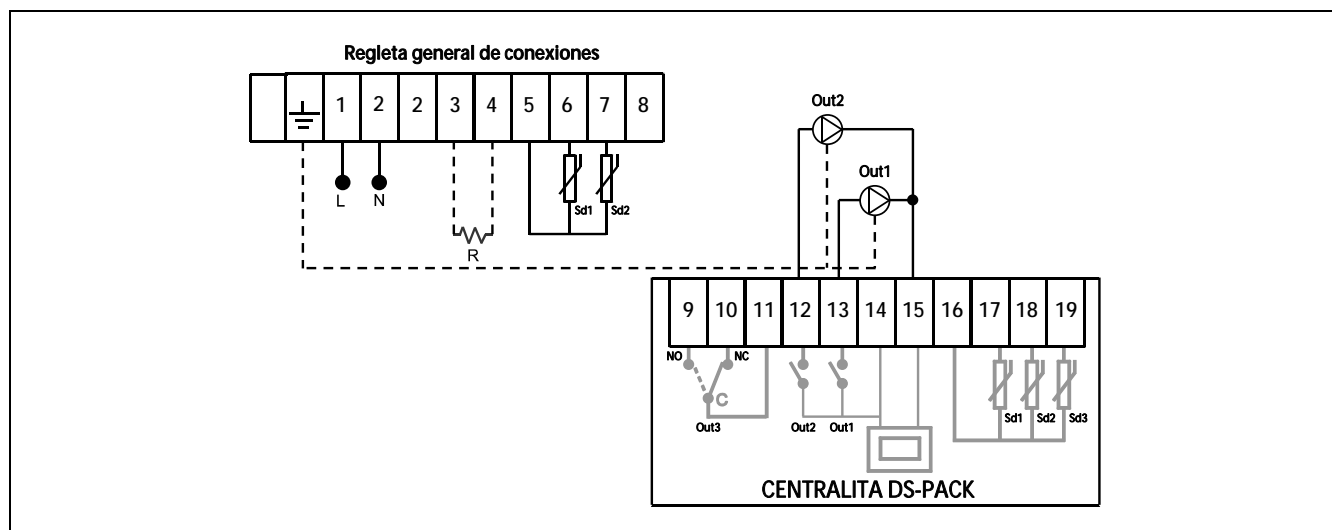 Regleta general de conexiones
1 2 2 3 4 5 6 7 8
L N
R
Sd1 Sd2
Out2
Out1
9 10 11 12 13 14 15 16 17 18 19
NO NC
C
Out3 Out2 Out1
Sd1 Sd2 Sd3
CENTRALITA DS-PACK